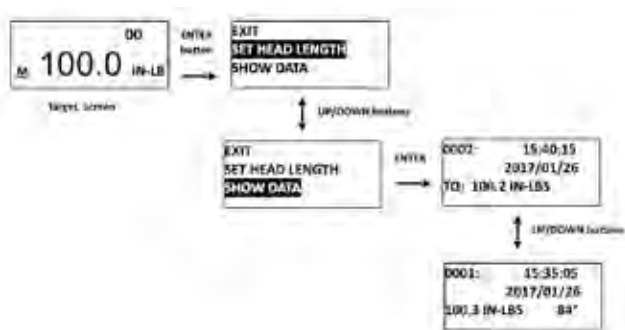 00
M 100.0 IN-LB
Target Screen
ENTER
button
EXIT
SET HEAD LENGTH
SHOW DATA
UP/DOWN buttons
EXIT
SET HEAD LENGTH
SHOW DATA
ENTER
0002: 15:40:15
2017/01/26
TQ: 100.2 IN-LBS
UP/DOWN buttons
0001: 15:35:05
2017/01/26
100.3 IN-LBS 84°